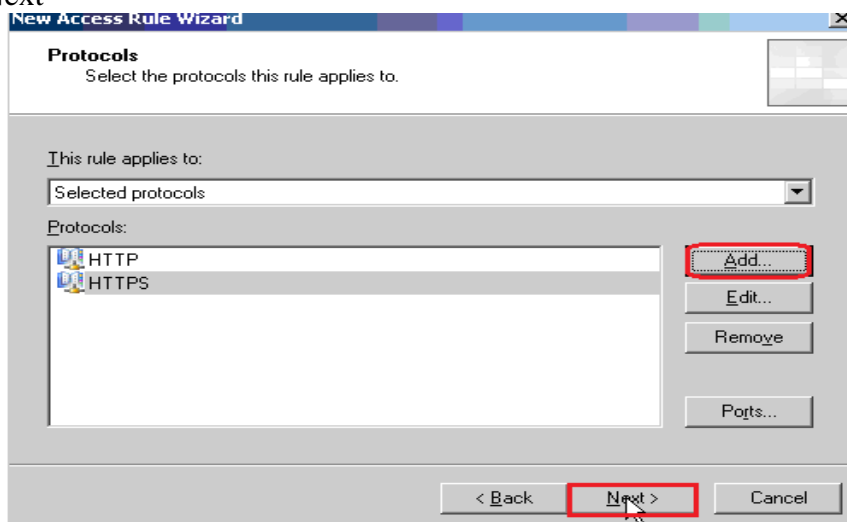 New Access Rule Wizard
Protocols
Select the protocols this rule applies to.
This rule applies to:
Selected protocols
Protocols:
HTTP
HTTPS
Add...
Edit...
Remove
Ports...
< Back
Next >
Cancel